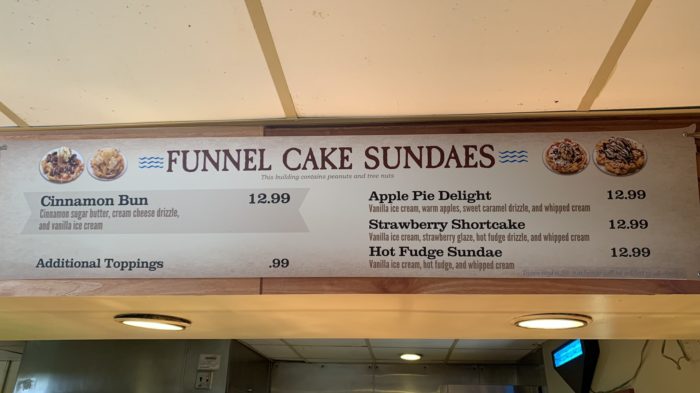 FUNNEL CAKE SUNDAES
This building contains peanuts and tree nuts
Cinnamon Bun 12.99
Cinnamon sugar butter, cream cheese drizzle,
and vanilla ice cream
Additional Toppings .99
Apple Pie Delight 12.99
Vanilla ice cream, warm apples, sweet caramel drizzle, and whipped cream
Strawberry Shortcake 12.99
Vanilla ice cream, strawberry glaze, hot fudge drizzle, and whipped cream
Hot Fudge Sundae 12.99
Vanilla ice cream, hot fudge, and whipped cream